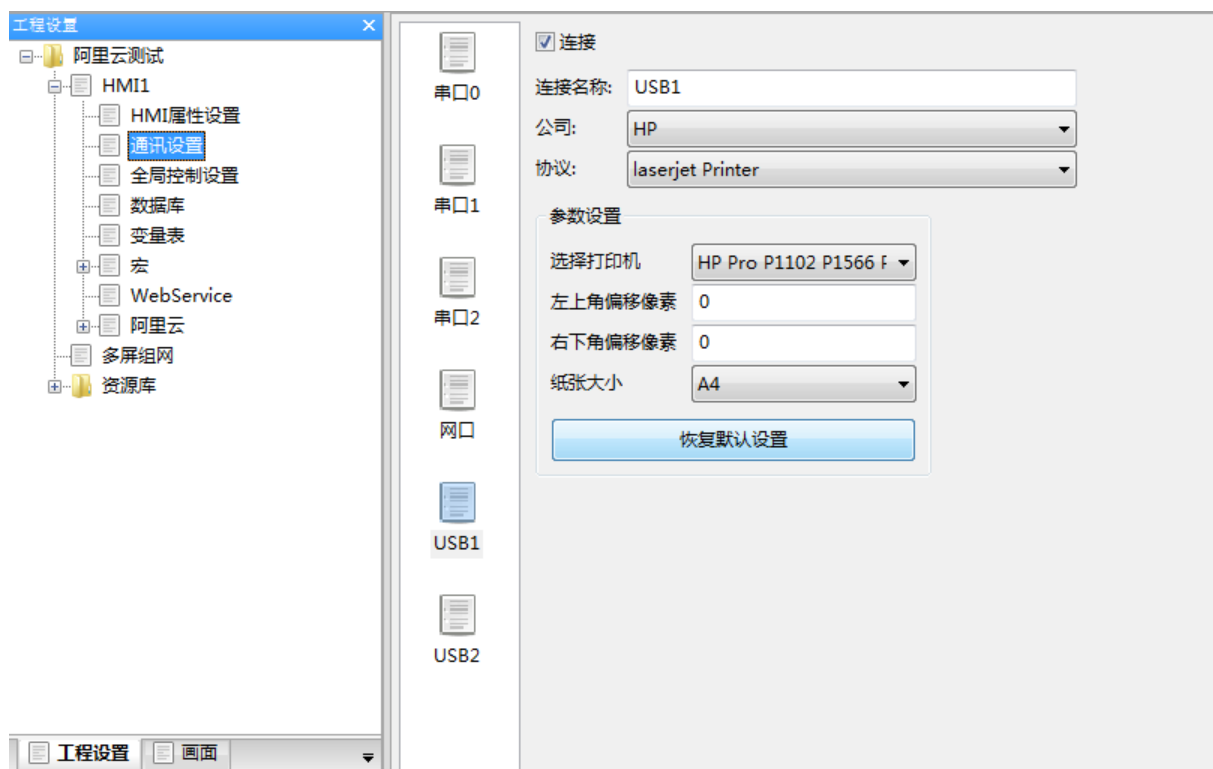 工程设置
阿里云测试
HMI1
HMI属性设置
通讯设置
全局控制设置
数据库
变量表
宏
WebService
阿里云
多屏组网
资源库
工程设置
画面
串口0
串口1
串口2
网口
USB1
USB2
连接
连接名称: USB1
公司: HP
协议: laserjet Printer
参数设置
选择打印机 HP Pro P1102 P1566 F
左上角偏移像素 0
右下角偏移像素 0
纸张大小 A4
恢复默认设置